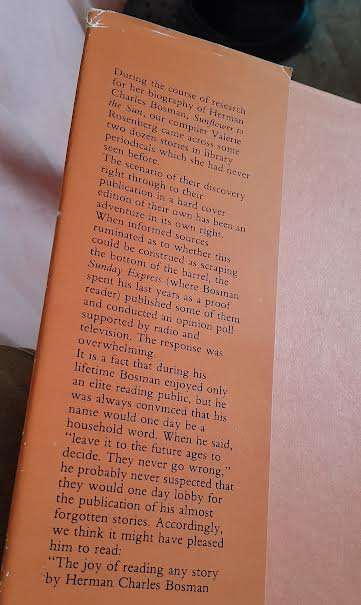 During the course of research
for her biography of Herman
Charles Bosman, Sunflower to
the Sun, our compiler Valerie
Rosenberg came across some
two dozen stories in library
periodicals which she had never
seen before.
The scenario of their discovery
right through to their
publication in a hard cover
edition of their own has been an
adventure in its own right.
When informed sources
ruminated as to whether this
could be construed as scraping
the bottom of the barrel, the
Sunday Express (where Bosman
spent his last years as a proof
reader) published some of them
and conducted an opinion poll
supported by radio and
television. The response was
overwhelming.
It is a fact that during his
lifetime Bosman enjoyed only
an elite reading public, but he
was always convinced that his
name would one day be a
household word. When he said,
"leave it to the future ages to
decide. They never go wrong,"
he probably never suspected that
they would one day lobby for
the publication of his almost
forgotten stories. Accordingly,
we think it might have pleased
him to read:
"The joy of reading any story
by Herman Charles Bosman